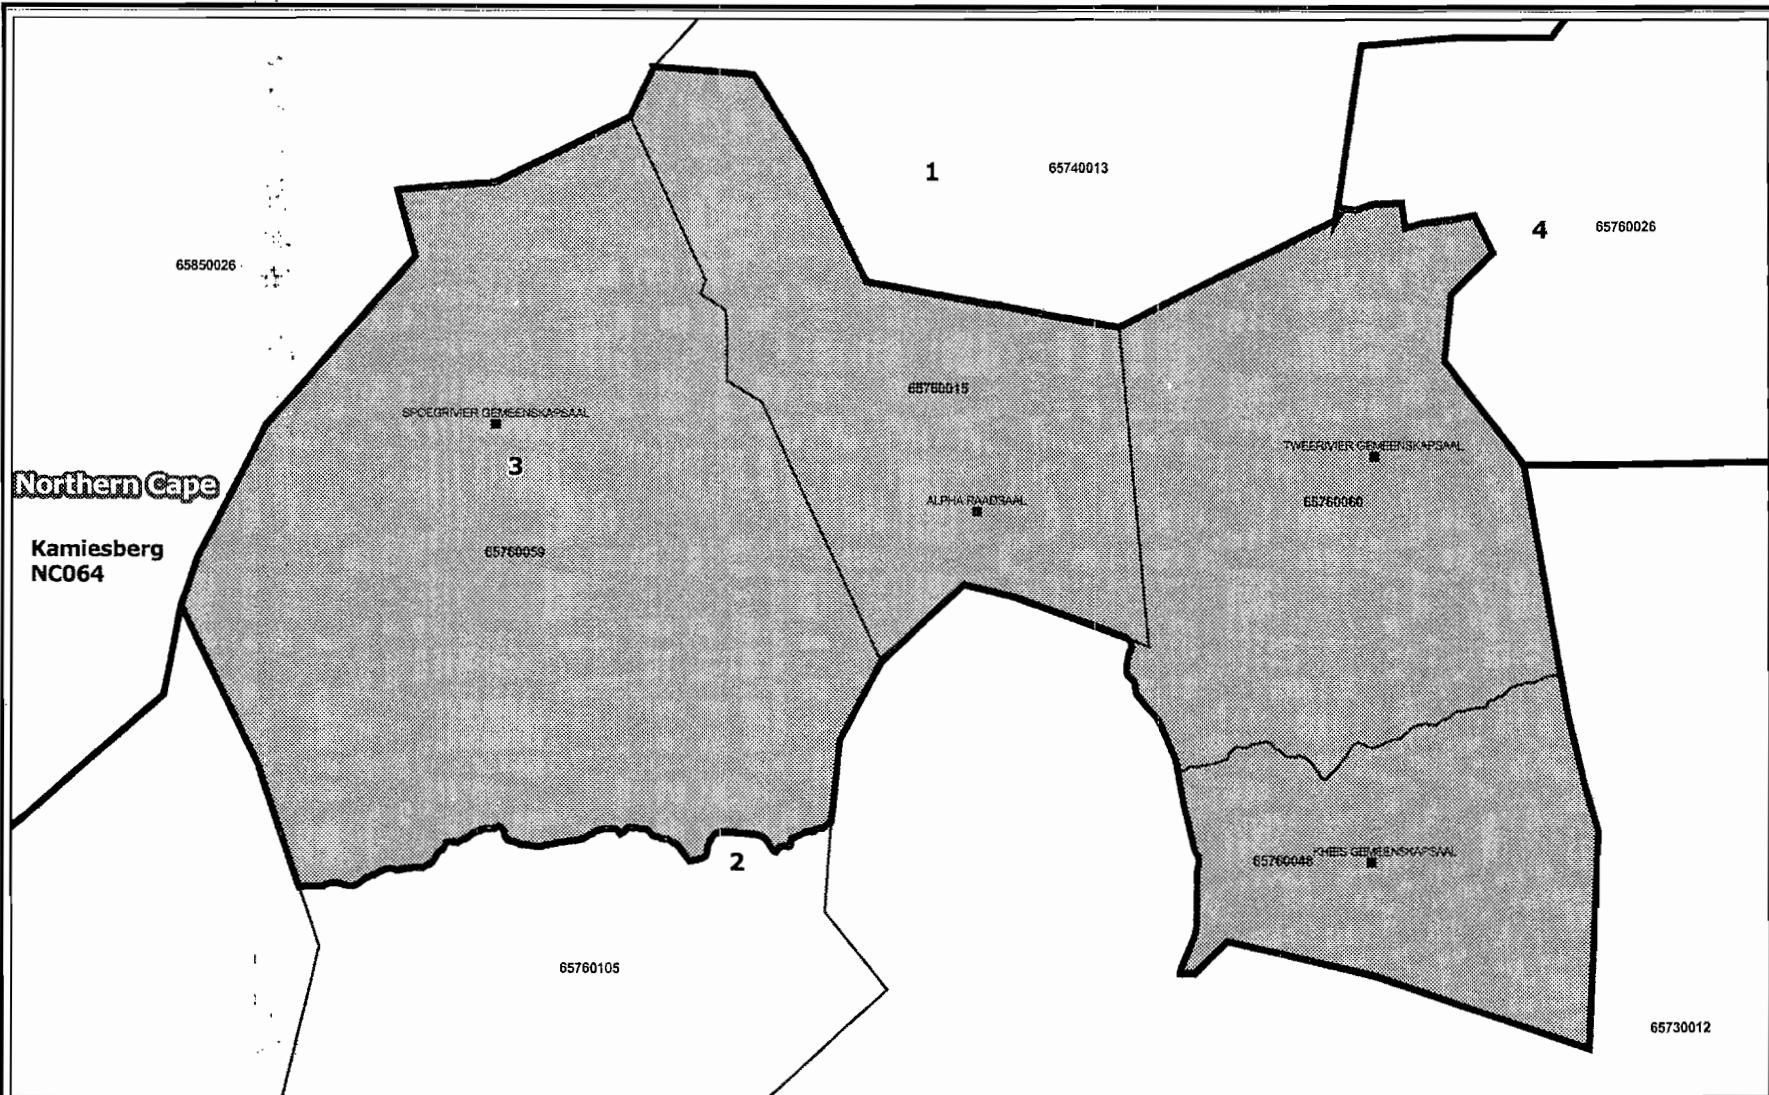 1
65740013
4
65760026
65850026
65760015
SPOEGRIVIER GEMEENSKAPSAAL
3
TWEERIVIER GEMEENSKAPSAAL
Northern Cape
ALPHA RAADSAAL
65760060
Kamiesberg
NC064
65760059
2
65760048
KHEIS GEMEENSKAPSAAL
65760105
65730012